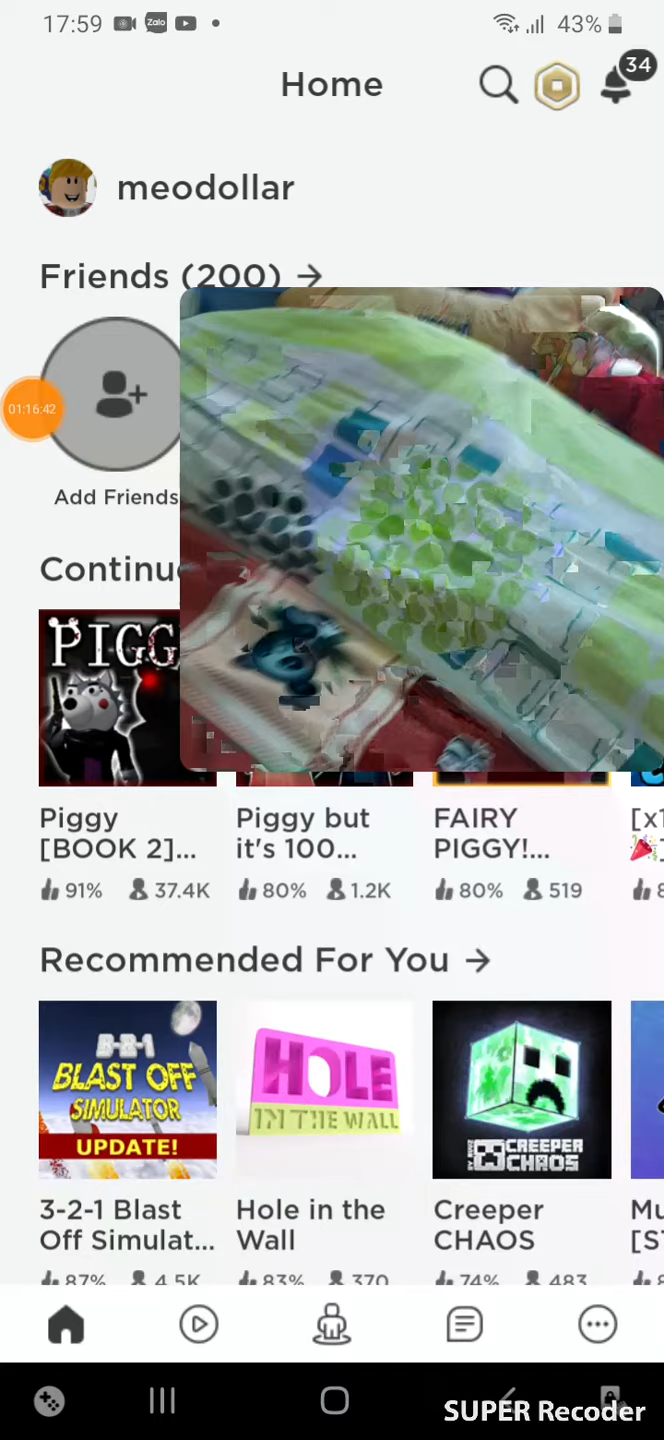 17:59 Zalo 43%
Home 34
meodollar
Friends (200)
01:16:42
Add Friends
Continu
PIGG
Piggy [BOOK 2]...
91% 37.4K
Piggy but it's 100...
80% 1.2K
FAIRY PIGGY!...
80% 519
[x1
Recommended For You
3-2-1
BLAST OFF
SIMULATOR
UPDATE!
HOLE
IN THE WALL
CREEPER
CHAOS
3-2-1 Blast Off Simulat...
87% 4.5K
Hole in the Wall
83% 370
Creeper CHAOS
74% 483
Mu
[S
SUPER Recoder